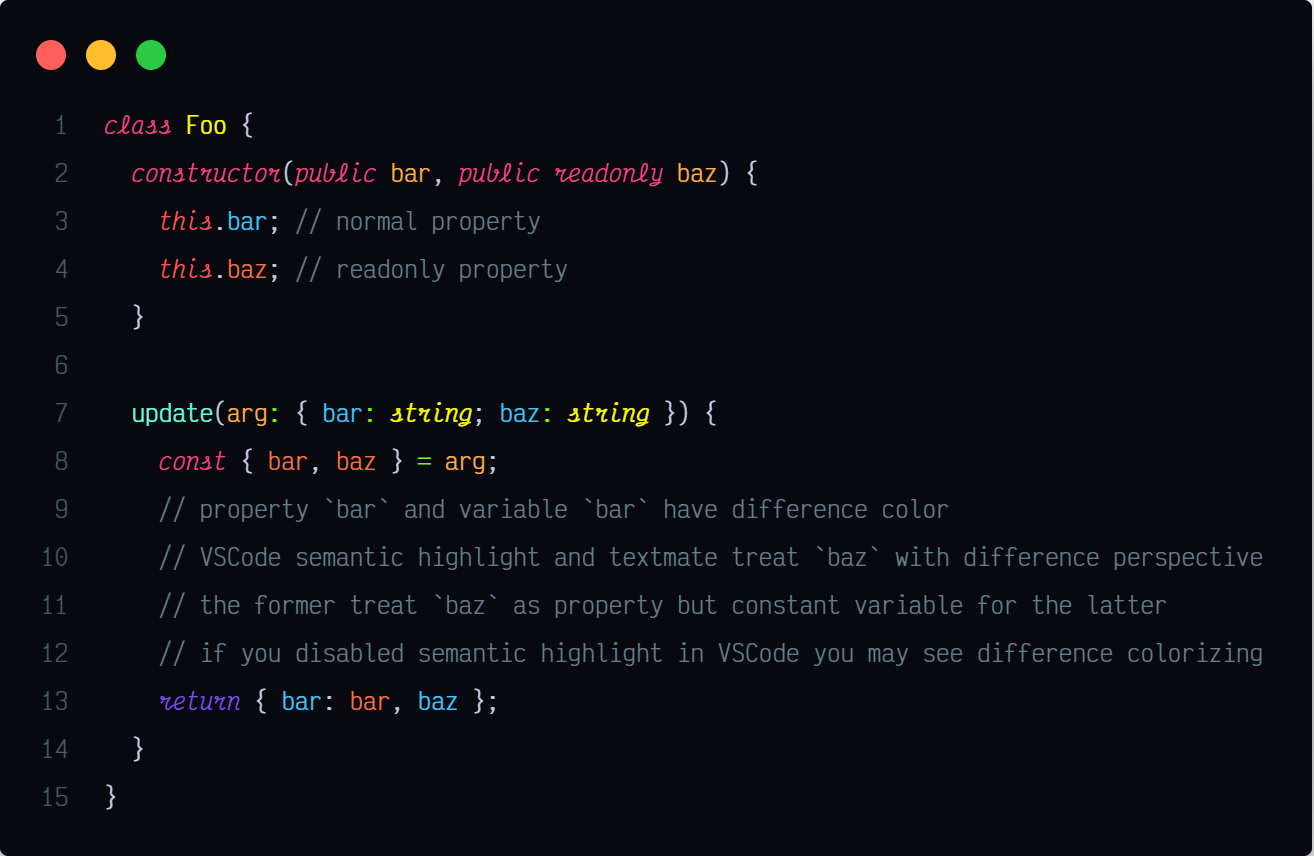 1 class Foo {
2 constructor(public bar, public readonly baz) {
3 this.bar; // normal property
4 this.baz; // readonly property
5 }
6
7 update(arg: { bar: string; baz: string }) {
8 const { bar, baz } = arg;
9 // property `bar` and variable `bar` have difference color
10 // VSCode semantic highlight and textmate treat `baz` with difference perspective
11 // the former treat `baz` as property but constant variable for the latter
12 // if you disabled semantic highlight in VSCode you may see difference colorizing
13 return { bar: bar, baz };
14 }
15 }